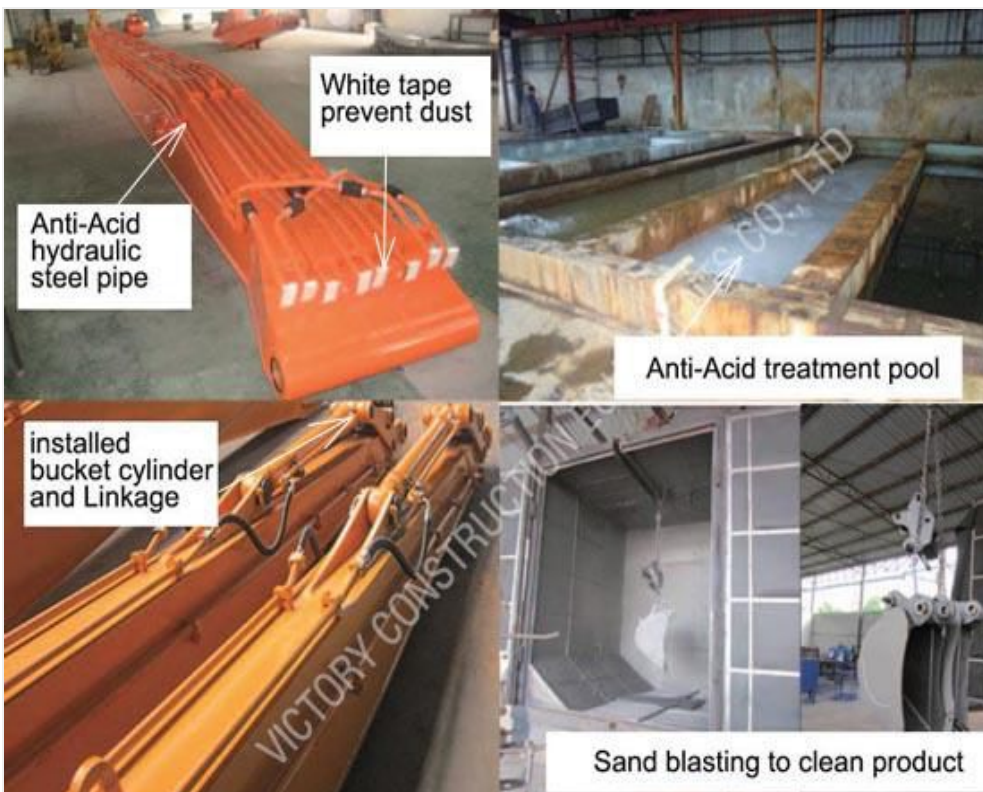 White tape
prevent dust
Anti-Acid
hydraulic
steel pipe
Anti-Acid treatment pool
installed
bucket cylinder
and Linkage
Sand blasting to clean product
VICTORY CONSTRUCTION CO., LTD